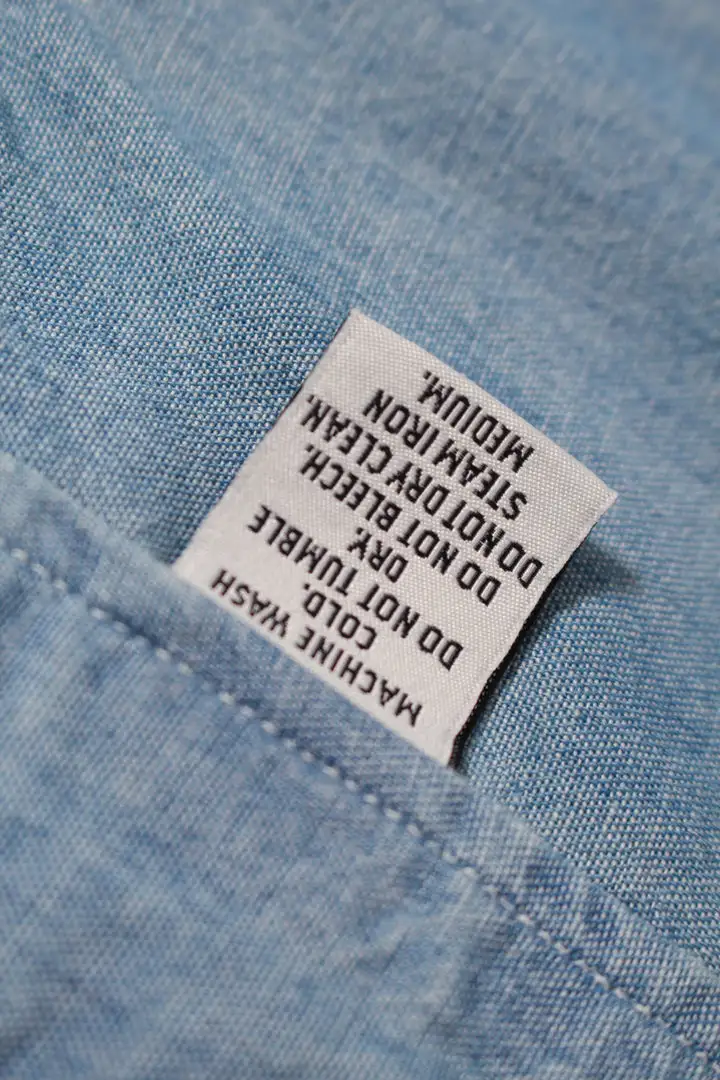 MACHINE WASH
COLD.
DO NOT TUMBLE
DRY.
DO NOT BLEECH.
DO NOT DRY CLEAN.
STEAM IRON
MEDIUM.